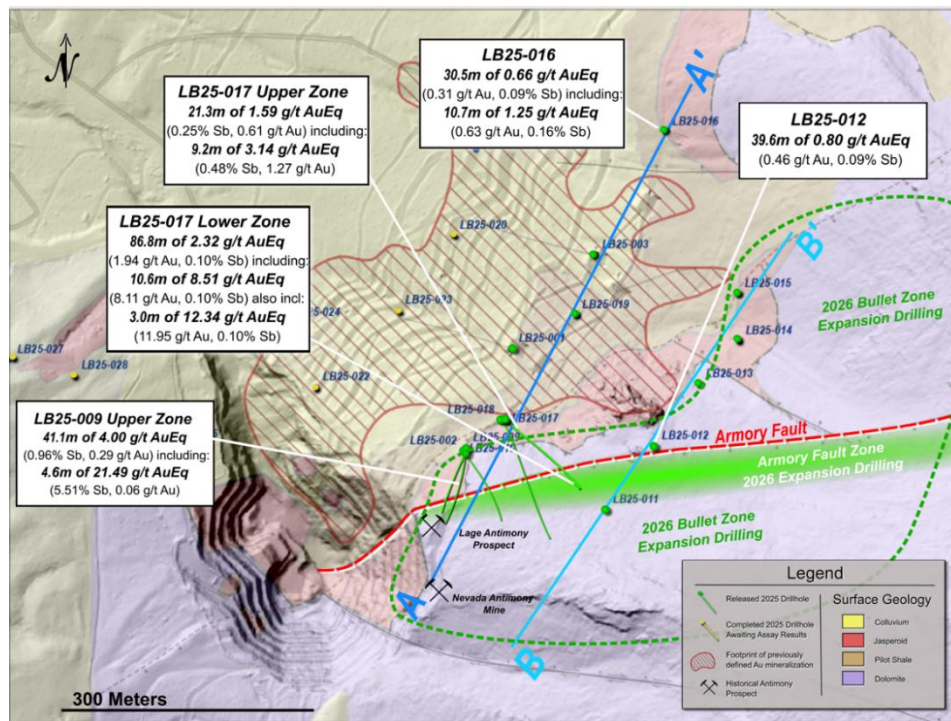 N
LB25-017 Upper Zone
21.3m of 1.59 g/t AuEq
(0.25% Sb, 0.61 g/t Au) including:
9.2m of 3.14 g/t AuEq
(0.48% Sb, 1.27 g/t Au)
LB25-016
30.5m of 0.66 g/t AuEq
(0.31 g/t Au, 0.09% Sb) including:
10.7m of 1.25 g/t AuEq
(0.63 g/t Au, 0.16% Sb)
LB25-012
39.6m of 0.80 g/t AuEq
(0.46 g/t Au, 0.09% Sb)
LB25-017 Lower Zone
86.8m of 2.32 g/t AuEq
(1.94 g/t Au, 0.10% Sb) including:
10.6m of 8.51 g/t AuEq
(8.11 g/t Au, 0.10% Sb) also incl:
3.0m of 12.34 g/t AuEq
(11.95 g/t Au, 0.10% Sb)
LB25-009 Upper Zone
41.1m of 4.00 g/t AuEq
(0.96% Sb, 0.29 g/t Au) including:
4.6m of 21.49 g/t AuEq
(5.51% Sb, 0.06 g/t Au)
A'
LB25-016
LB25-020
LB25-003
B'
LB25-015
LB25-023
LB25-019
2026 Bullet Zone
Expansion Drilling
LB25-024
LB25-001
LB25-014
LB25-027
LB25-028
LB25-022
LB25-013
LB25-018
LB25-017
LB25-002
LB25-012
Armory Fault
Armory Fault Zone
2026 Expansion Drilling
LB25-011
2026 Bullet Zone
Expansion Drilling
Lage Antimony
Prospect
Nevada Antimony
Mine
A
B
300 Meters
Legend
Released 2025 Drillhole
Completed 2025 Drillhole
Awaiting Assay Results
Footprint of previously
defined Au mineralization
Historical Antimony
Prospect
Surface Geology
Colluvium
Jasperoid
Pilot Shale
Dolomite